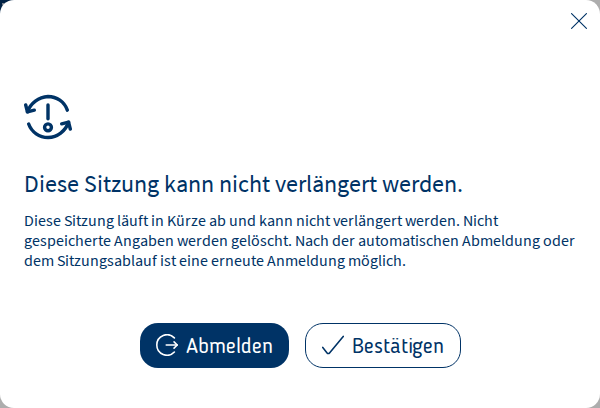 Diese Sitzung kann nicht verlängert werden.
Diese Sitzung läuft in Kürze ab und kann nicht verlängert werden. Nicht
gespeicherte Angaben werden gelöscht. Nach der automatischen Abmeldung oder
dem Sitzungsablauf ist eine erneute Anmeldung möglich.
Abmelden
Bestätigen